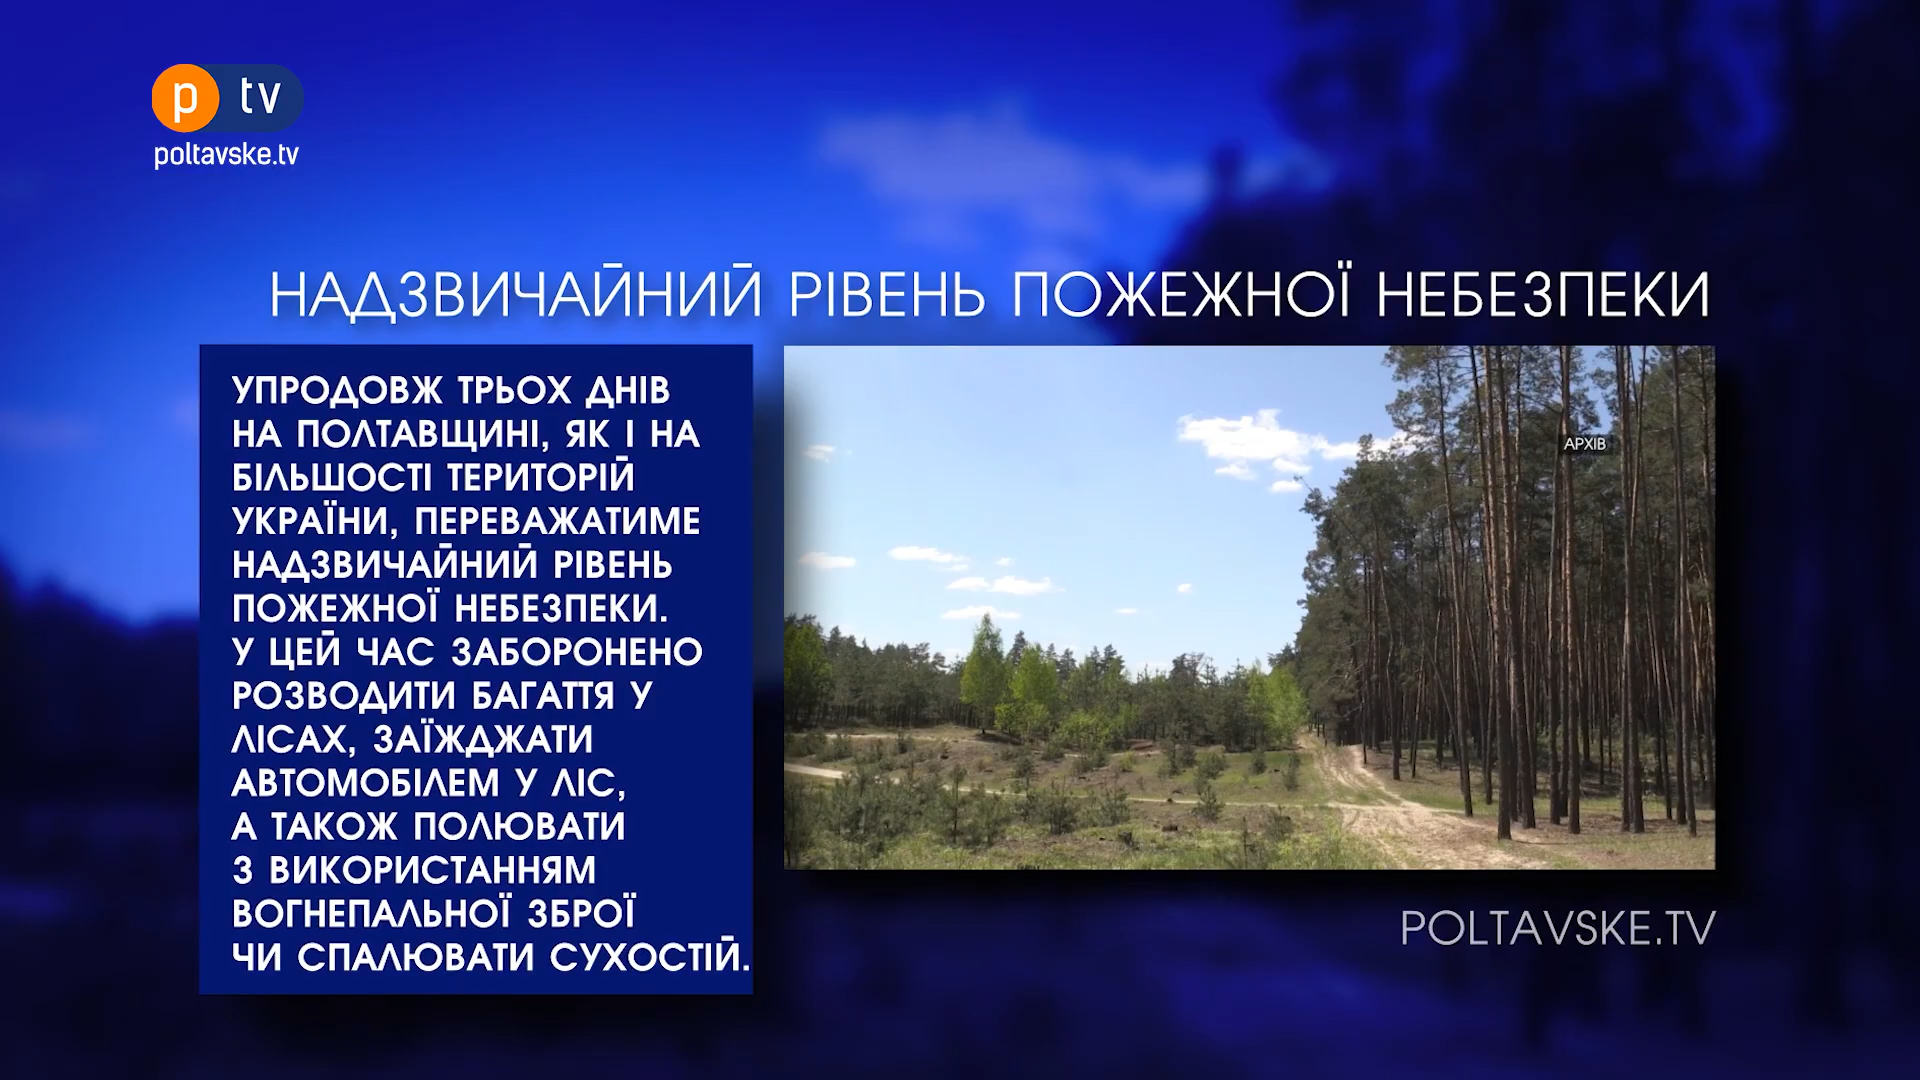 p tv
poltavske.tv
НАДЗВИЧАЙНИЙ РІВЕНЬ ПОЖЕЖНОЇ НЕБЕЗПЕКИ
УПРОДОВЖ ТРЬОХ ДНІВ
НА ПОЛТАВЩИНІ, ЯК І НА
БІЛЬШОСТІ ТЕРИТОРІЙ
УКРАЇНИ, ПЕРЕВАЖАТИМЕ
НАДЗВИЧАЙНИЙ РІВЕНЬ
ПОЖЕЖНОЇ НЕБЕЗПЕКИ.
У ЦЕЙ ЧАС ЗАБОРОНЕНО
РОЗВОДИТИ БАГАТТЯ У
ЛІСАХ, ЗАЇЖДЖАТИ
АВТОМОБІЛЕМ У ЛІС,
А ТАКОЖ ПОЛЮВАТИ
З ВИКОРИСТАННЯМ
ВОГНЕПАЛЬНОЇ ЗБРОЇ
ЧИ СПАЛЮВАТИ СУХОСТІЙ.
АРХІВ
POLTAVSKE.TV